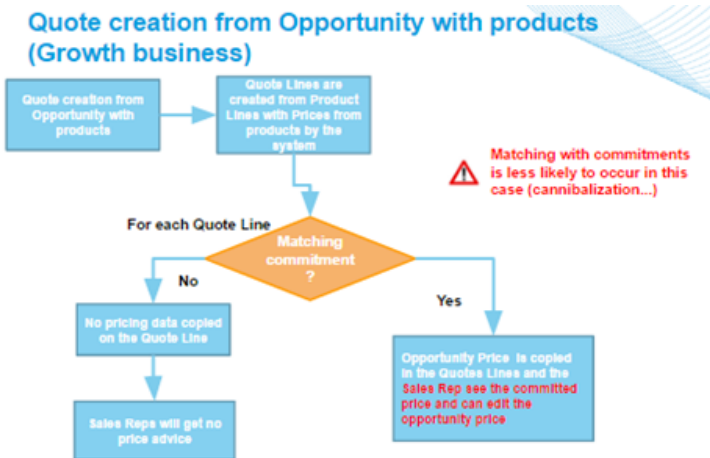 Quote creation from Opportunity with products
(Growth business)
Quote creation from
Opportunity with
products
Quote Lines are
created from Product
Lines with Prices from
products by the
system
Matching with commitments
is less likely to occur in this
case (cannibalization...)
For each Quote Line
Matching
commitment
?
No
Yes
No pricing data copied
on the Quote Line
Opportunity Price is copied
in the Quotes Lines and the
Sales Rep see the committed
price and can edit the
opportunity price
Sales Reps will get no
price advice